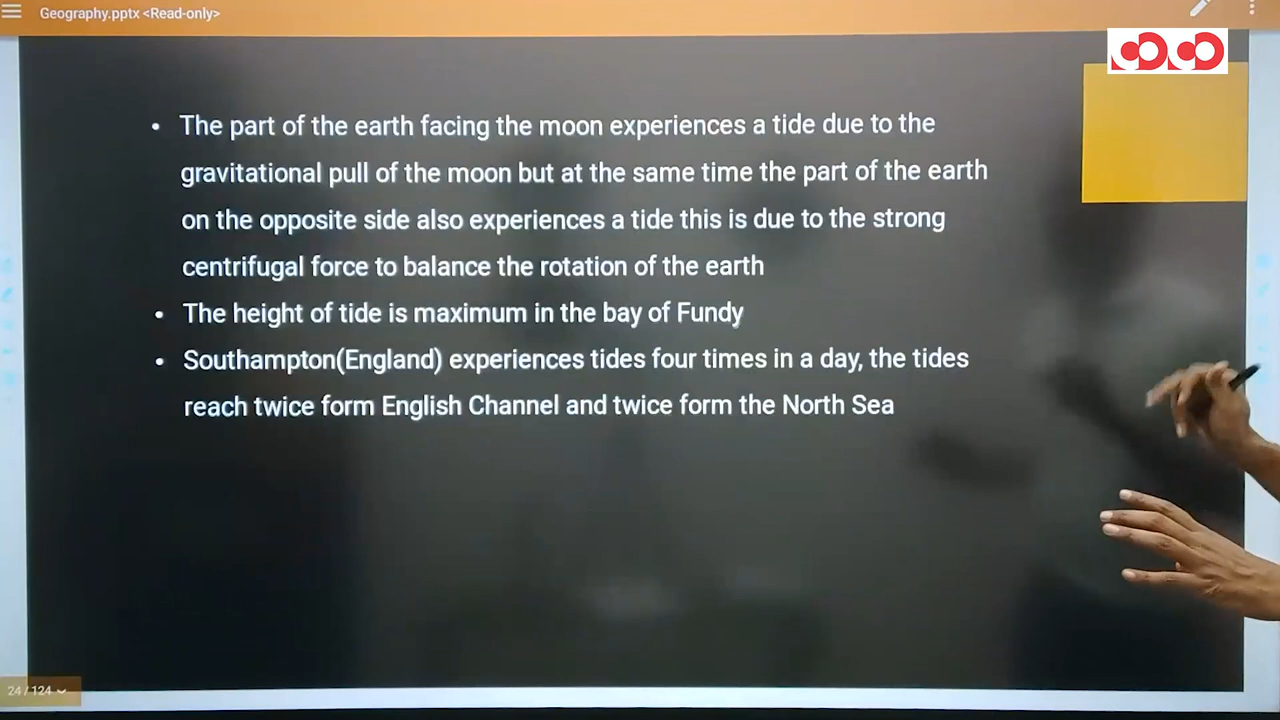 Geography.pptx <Read-only>
• The part of the earth facing the moon experiences a tide due to the
gravitational pull of the moon but at the same time the part of the earth
on the opposite side also experiences a tide this is due to the strong
centrifugal force to balance the rotation of the earth
• The height of tide is maximum in the bay of Fundy
• Southampton(England) experiences tides four times in a day, the tides
reach twice form English Channel and twice form the North Sea
24 / 124